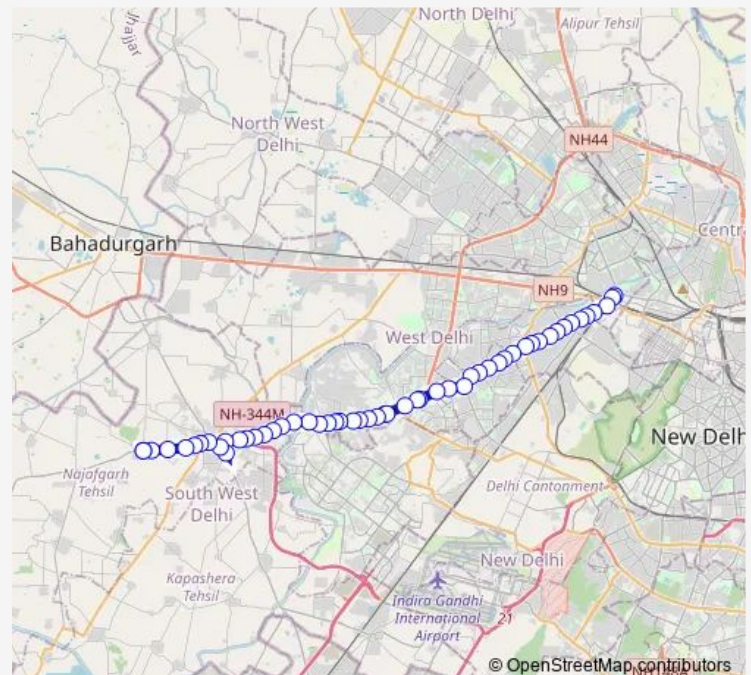 North Delhi
Alipur Tehsil
Jhajjar
North West
Delhi
NH44
Bahadurgarh
Centr
NH9
West Delhi
NH-344M
New Delh
Najafgarh
Tehsil
South West
Delhi
Delhi Cantonment
New Delhi
Kapashera
Tehsil
Indira Gandhi
International
Airport
21
© OpenStreetMap contributors